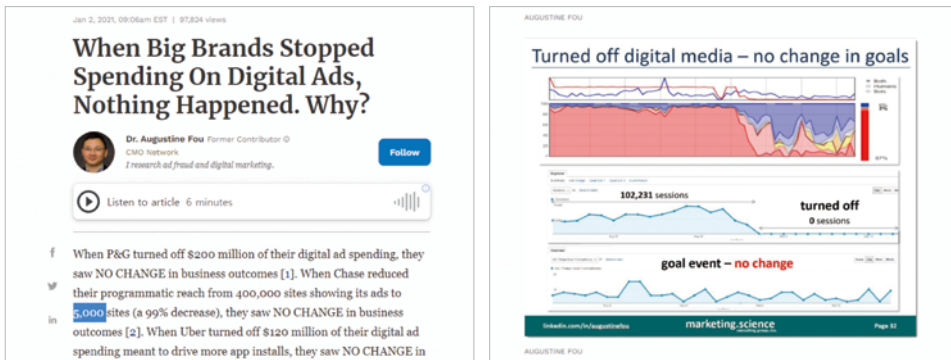 Jan 2, 2021, 09:06am EST | 97,824 views
When Big Brands Stopped
Spending On Digital Ads,
Nothing Happened. Why?
Dr. Augustine Fou Former Contributor
CMO Network
I research ad fraud and digital marketing.
Follow
Listen to article 6 minutes
When P&G turned off $200 million of their digital ad spending, they
saw NO CHANGE in business outcomes [1]. When Chase reduced
their programmatic reach from 400,000 sites showing its ads to
5,000 sites (a 99% decrease), they saw NO CHANGE in business
outcomes [2]. When Uber turned off $120 million of their digital ad
spending meant to drive more app installs, they saw NO CHANGE in
AUGUSTINE FOU
Turned off digital media – no change in goals
102,231 sessions
turned off
0 sessions
goal event – no change
linkedin.com/in/augustinefou
marketing.science
Page 32
AUGUSTINE FOU